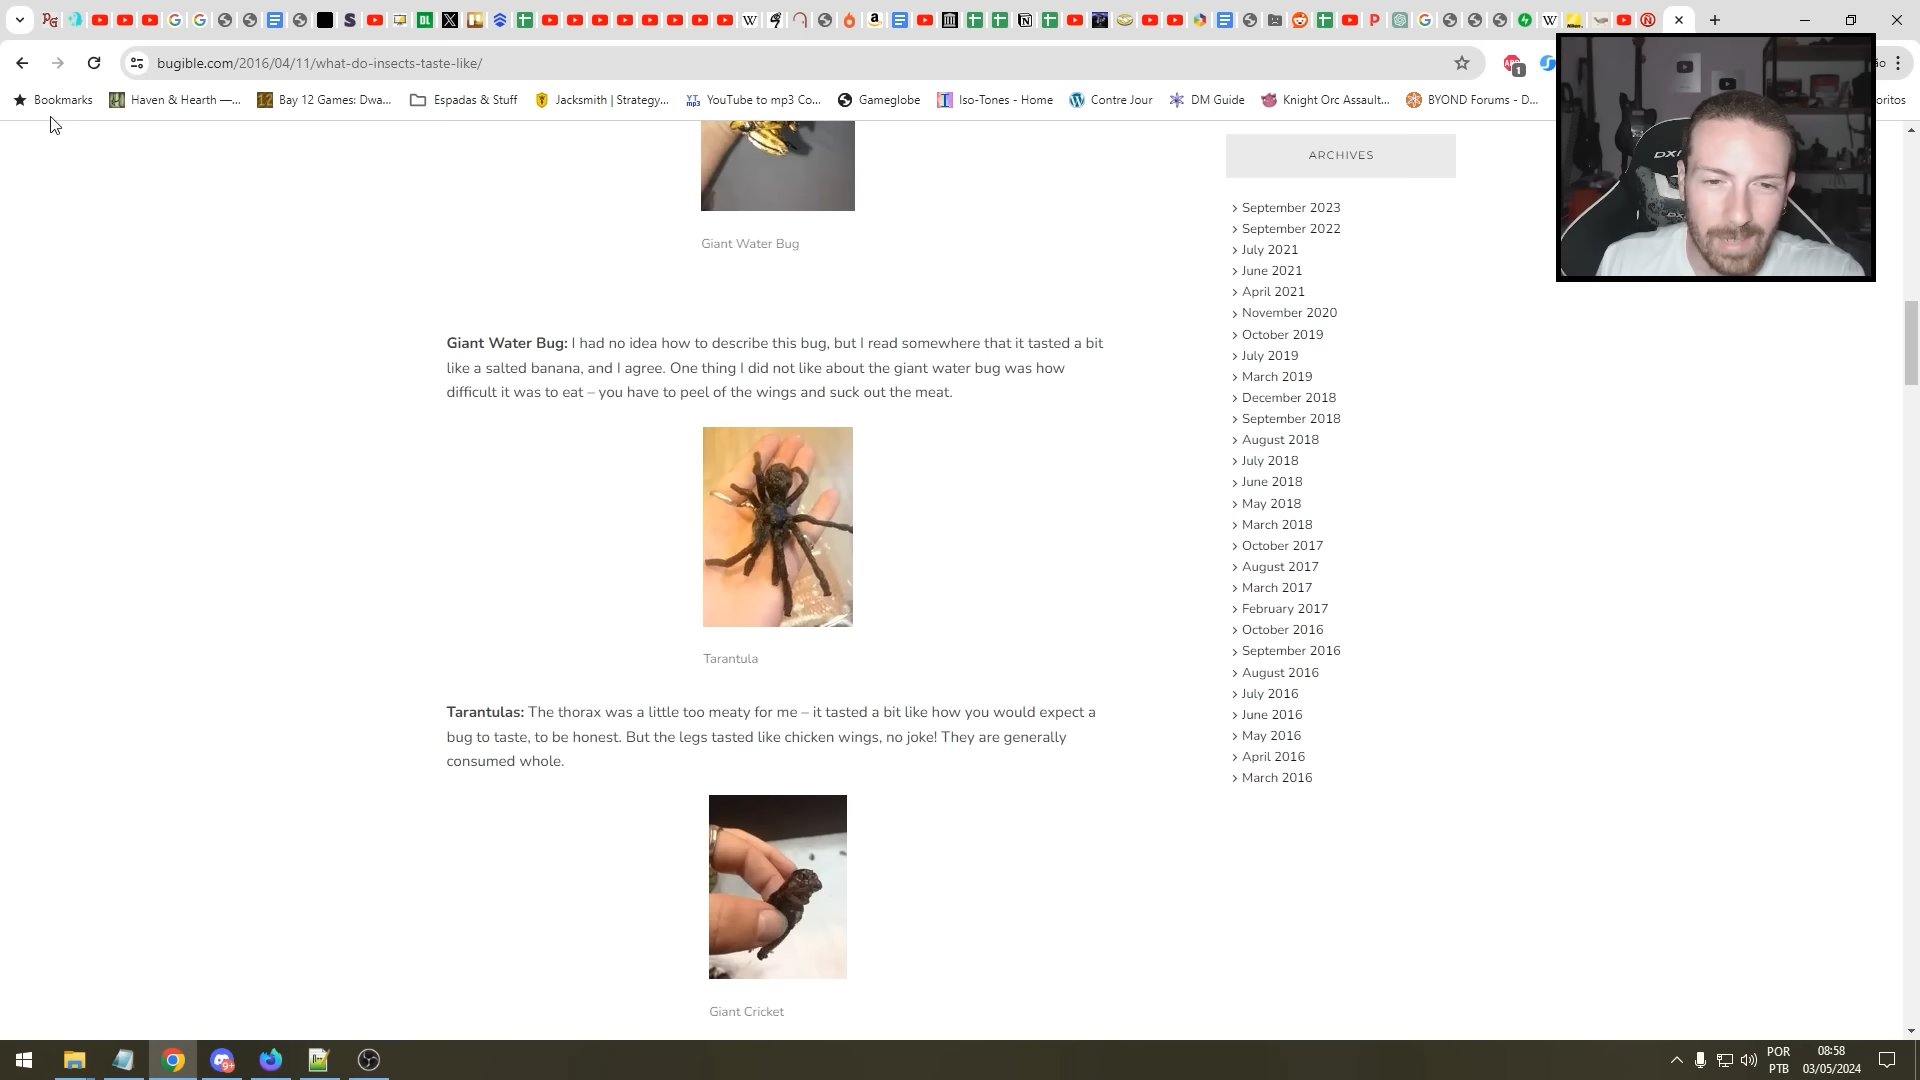 bugible.com/2016/04/11/what-do-insects-taste-like/
1
ão
Bookmarks
Haven & Hearth —...
Bay 12 Games: Dwa...
Espadas & Stuff
Jacksmith | Strategy...
YouTube to mp3 Co...
Gameglobe
Iso-Tones - Home
Contre Jour
DM Guide
Knight Orc Assault...
BYOND Forums - D...
oritos
Giant Water Bug
Giant Water Bug: I had no idea how to describe this bug, but I read somewhere that it tasted a bit
like a salted banana, and I agree. One thing I did not like about the giant water bug was how
difficult it was to eat – you have to peel of the wings and suck out the meat.
Tarantula
Tarantulas: The thorax was a little too meaty for me – it tasted a bit like how you would expect a
bug to taste, to be honest. But the legs tasted like chicken wings, no joke! They are generally
consumed whole.
Giant Cricket
ARCHIVES
September 2023
September 2022
July 2021
June 2021
April 2021
November 2020
October 2019
July 2019
March 2019
December 2018
September 2018
August 2018
July 2018
June 2018
May 2018
March 2018
October 2017
August 2017
March 2017
February 2017
October 2016
September 2016
August 2016
July 2016
June 2016
May 2016
April 2016
March 2016
DXR
9+
POR
PTB
08:58
03/05/2024